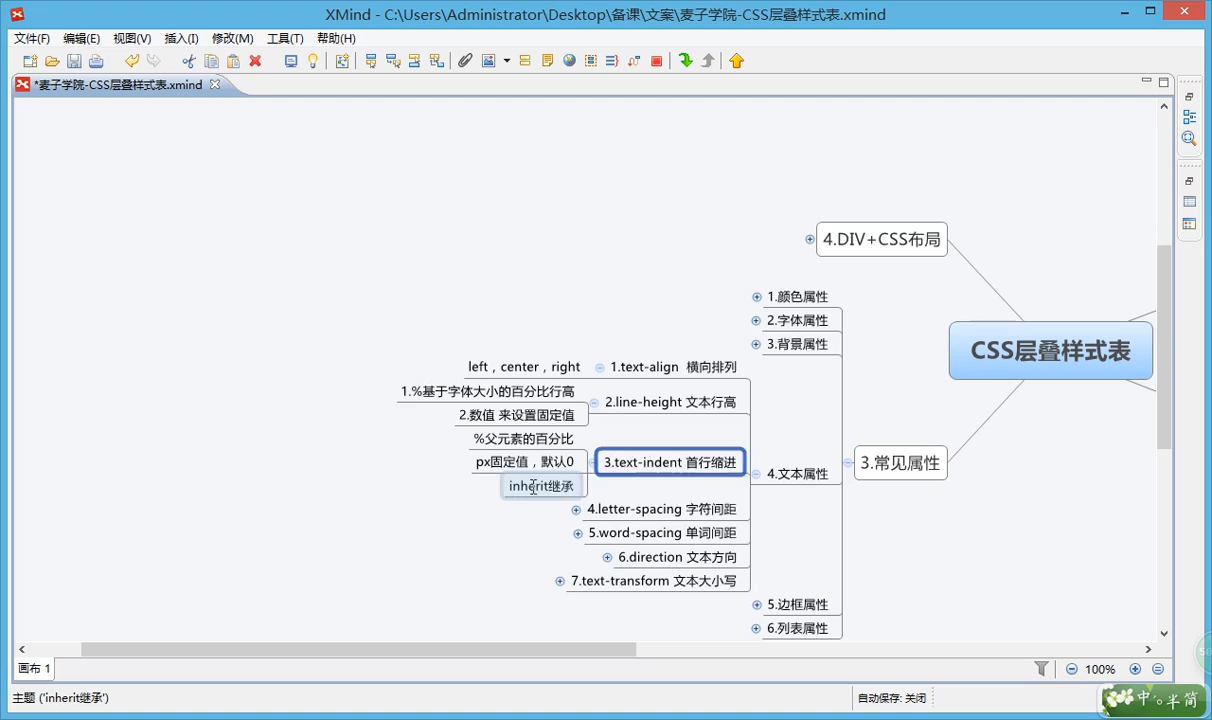 XMind - C:\Users\Administrator\Desktop\备课\文案\麦子学院-CSS层叠样式表.xmind
文件(F) 编辑(E) 视图(V) 插入(I) 修改(M) 工具(T) 帮助(H)
*麦子学院-CSS层叠样式表.xmind
4.DIV+CSS布局
1.颜色属性
2.字体属性
3.背景属性
CSS层叠样式表
left，center，right 1.text-align 横向排列
1.%基于字体大小的百分比行高
2.line-height 文本行高
2.数值 来设置固定值
%父元素的百分比
px固定值，默认0 3.text-indent 首行缩进
3.常见属性
4.文本属性
inherit继承
4.letter-spacing 字符间距
5.word-spacing 单词间距
6.direction 文本方向
7.text-transform 文本大小写
5.边框属性
6.列表属性
画布 1
100%
主题 ('inherit继承')
自动保存: 关闭
中 半 简